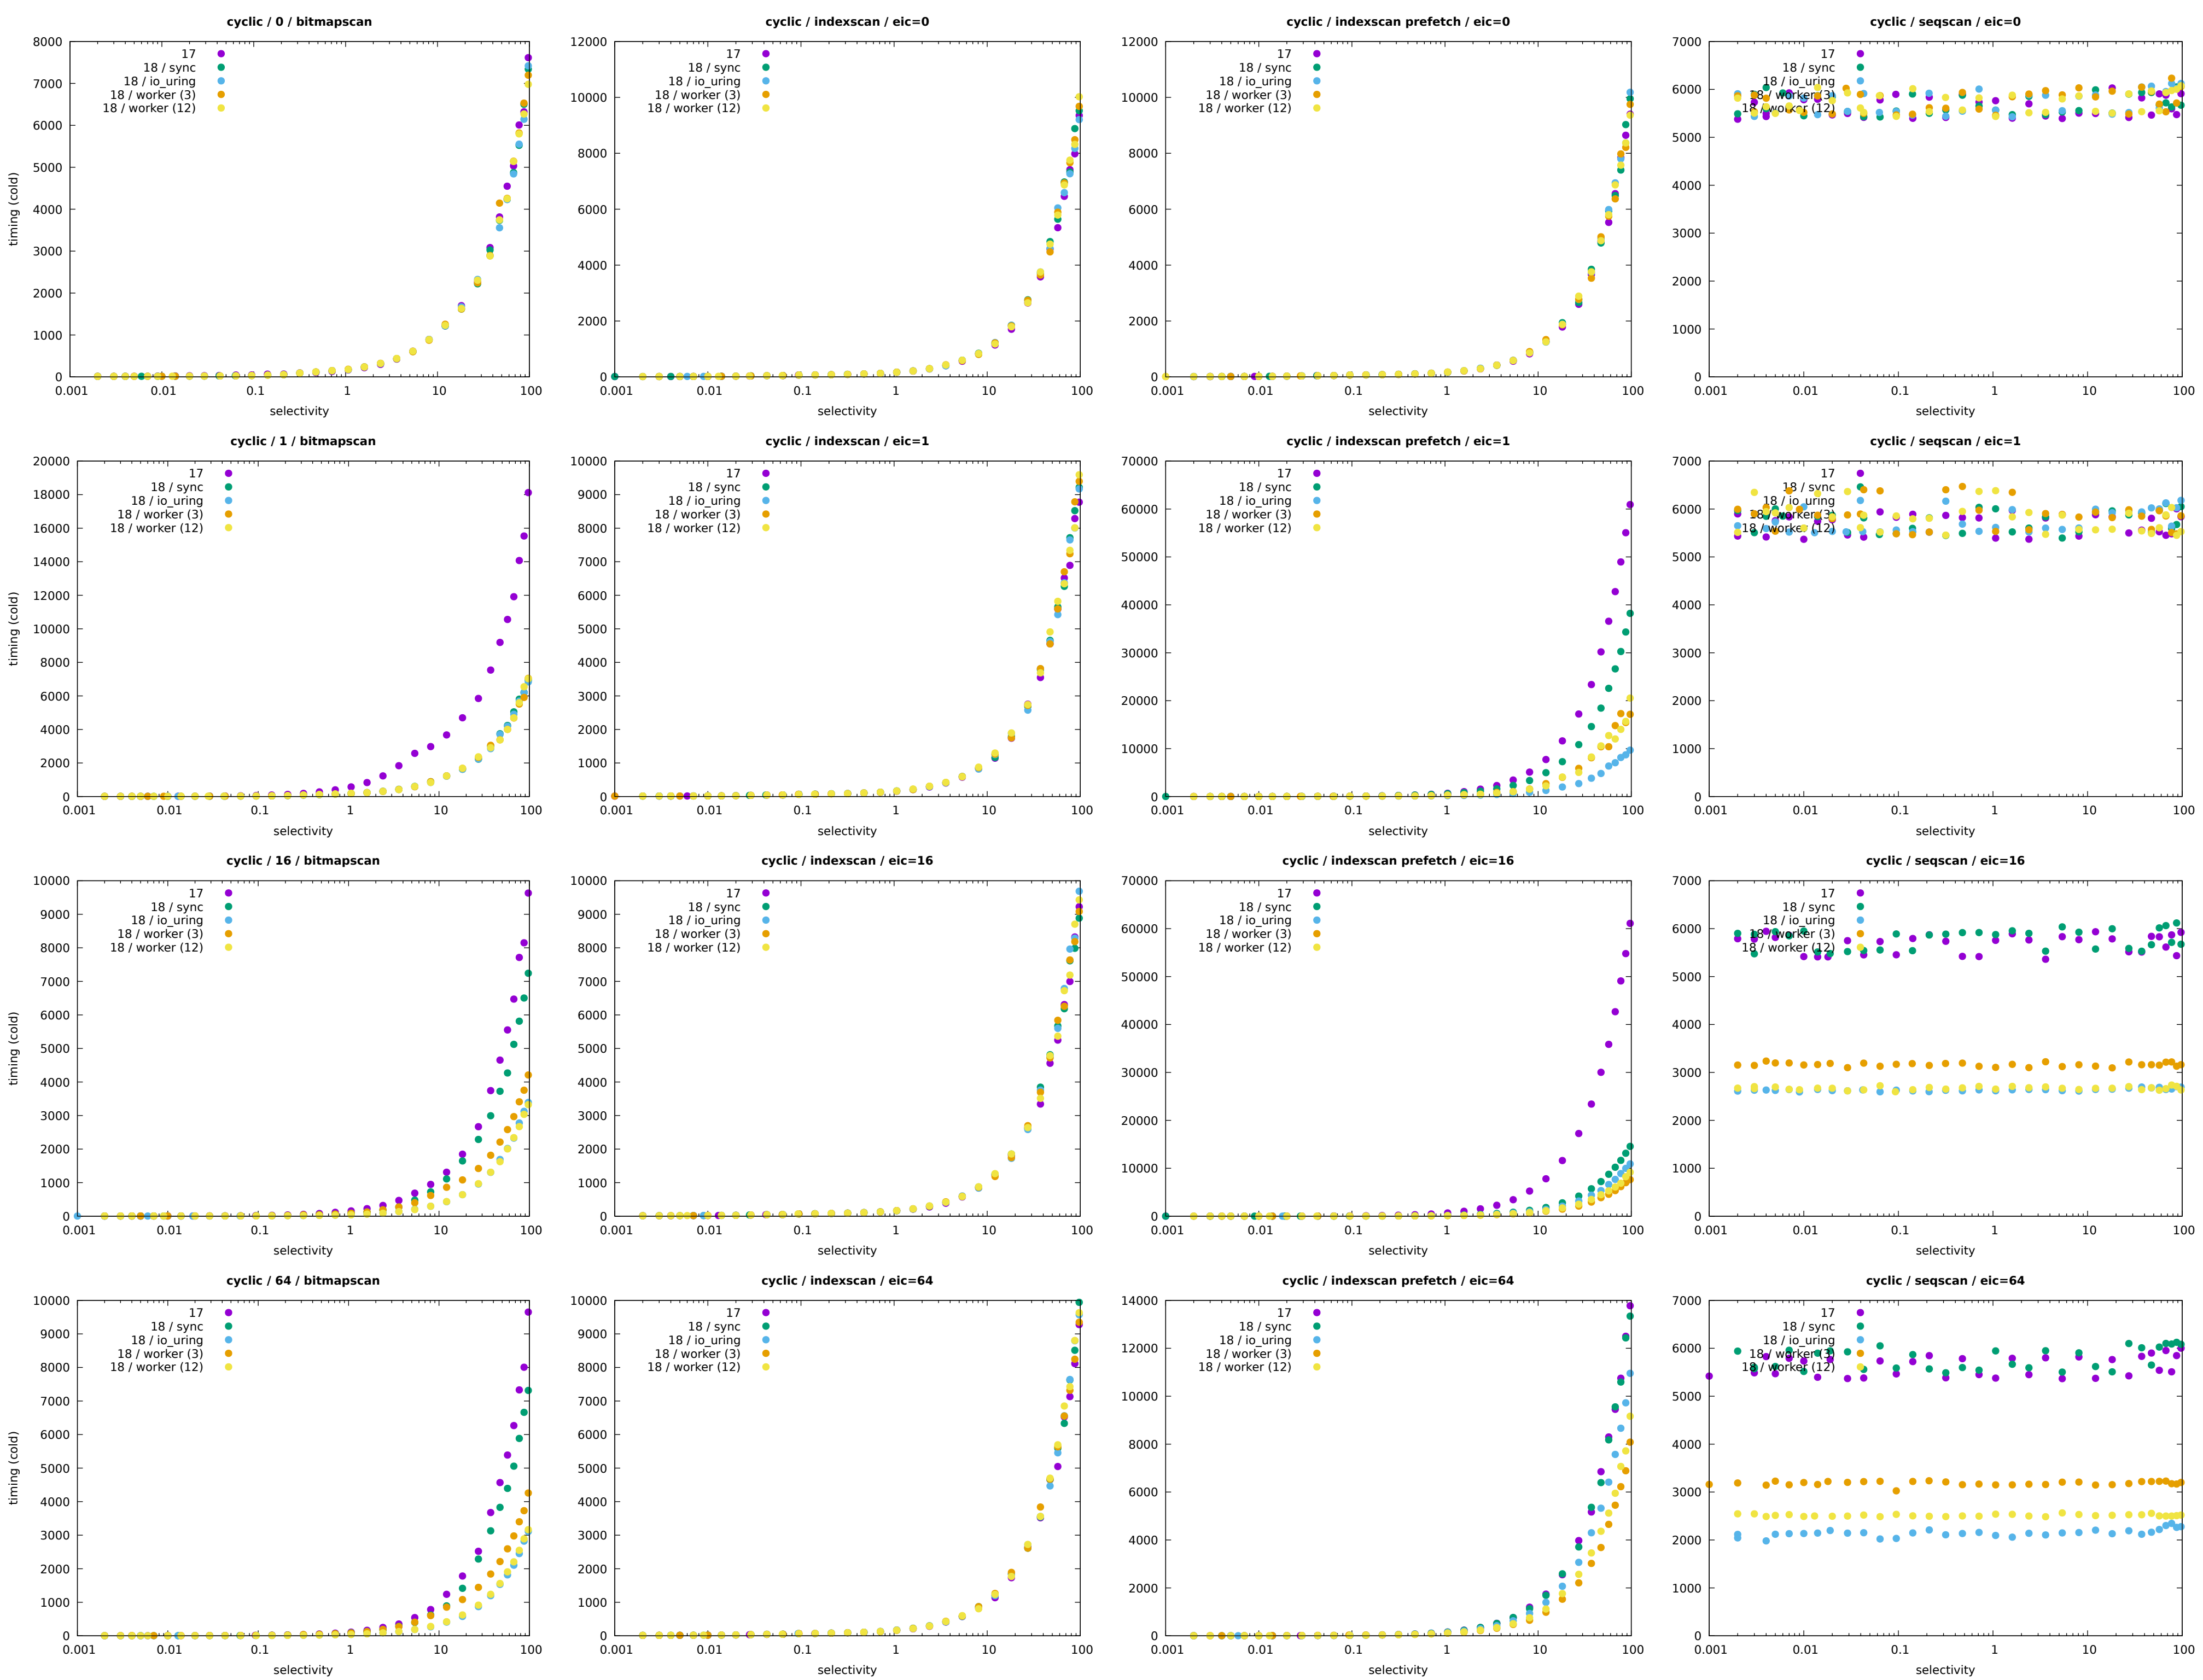 cyclic / 0 / bitmapscan
8000
7000
6000
5000
4000
3000
2000
1000
0
timing (cold)
17
18 / sync
18 / io_uring
18 / worker (3)
18 / worker (12)
0.001 0.01 0.1 1 10 100
selectivity
cyclic / indexscan / eic=0
12000
10000
8000
6000
4000
2000
0
17
18 / sync
18 / io_uring
18 / worker (3)
18 / worker (12)
0.001 0.01 0.1 1 10 100
selectivity
cyclic / indexscan prefetch / eic=0
12000
10000
8000
6000
4000
2000
0
17
18 / sync
18 / io_uring
18 / worker (3)
18 / worker (12)
0.001 0.01 0.1 1 10 100
selectivity
cyclic / seqscan / eic=0
7000
6000
5000
4000
3000
2000
1000
0
17
18 / sync
18 / io_uring
18 / worker (3)
18 / worker (12)
0.001 0.01 0.1 1 10 100
selectivity
cyclic / 1 / bitmapscan
20000
18000
16000
14000
12000
10000
8000
6000
4000
2000
0
timing (cold)
17
18 / sync
18 / io_uring
18 / worker (3)
18 / worker (12)
0.001 0.01 0.1 1 10 100
selectivity
cyclic / indexscan / eic=1
10000
9000
8000
7000
6000
5000
4000
3000
2000
1000
0
17
18 / sync
18 / io_uring
18 / worker (3)
18 / worker (12)
0.001 0.01 0.1 1 10 100
selectivity
cyclic / indexscan prefetch / eic=1
70000
60000
50000
40000
30000
20000
10000
0
17
18 / sync
18 / io_uring
18 / worker (3)
18 / worker (12)
0.001 0.01 0.1 1 10 100
selectivity
cyclic / seqscan / eic=1
7000
6000
5000
4000
3000
2000
1000
0
17
18 / sync
18 / io_uring
18 / worker (3)
18 / worker (12)
0.001 0.01 0.1 1 10 100
selectivity
cyclic / 16 / bitmapscan
10000
9000
8000
7000
6000
5000
4000
3000
2000
1000
0
timing (cold)
17
18 / sync
18 / io_uring
18 / worker (3)
18 / worker (12)
0.001 0.01 0.1 1 10 100
selectivity
cyclic / indexscan / eic=16
10000
9000
8000
7000
6000
5000
4000
3000
2000
1000
0
17
18 / sync
18 / io_uring
18 / worker (3)
18 / worker (12)
0.001 0.01 0.1 1 10 100
selectivity
cyclic / indexscan prefetch / eic=16
70000
60000
50000
40000
30000
20000
10000
0
17
18 / sync
18 / io_uring
18 / worker (3)
18 / worker (12)
0.001 0.01 0.1 1 10 100
selectivity
cyclic / seqscan / eic=16
7000
6000
5000
4000
3000
2000
1000
0
17
18 / sync
18 / io_uring
18 / worker (3)
18 / worker (12)
0.001 0.01 0.1 1 10 100
selectivity
cyclic / 64 / bitmapscan
10000
9000
8000
7000
6000
5000
4000
3000
2000
1000
0
timing (cold)
17
18 / sync
18 / io_uring
18 / worker (3)
18 / worker (12)
0.001 0.01 0.1 1 10 100
selectivity
cyclic / indexscan / eic=64
10000
9000
8000
7000
6000
5000
4000
3000
2000
1000
0
17
18 / sync
18 / io_uring
18 / worker (3)
18 / worker (12)
0.001 0.01 0.1 1 10 100
selectivity
cyclic / indexscan prefetch / eic=64
14000
12000
10000
8000
6000
4000
2000
0
17
18 / sync
18 / io_uring
18 / worker (3)
18 / worker (12)
0.001 0.01 0.1 1 10 100
selectivity
cyclic / seqscan / eic=64
7000
6000
5000
4000
3000
2000
1000
0
17
18 / sync
18 / io_uring
18 / worker (3)
18 / worker (12)
0.001 0.01 0.1 1 10 100
selectivity